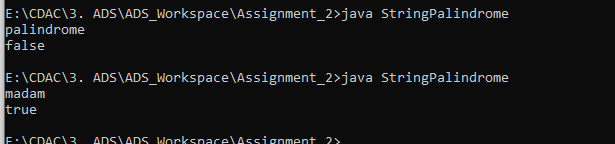 E:\CDAC\3. ADS\ADS_Workspace\Assignment_2>java StringPalindrome
palindrome
false
E:\CDAC\3. ADS\ADS_Workspace\Assignment_2>java StringPalindrome
madam
true
E:\CDAC\3. ADS\ADS_Workspace\Assignment_2>